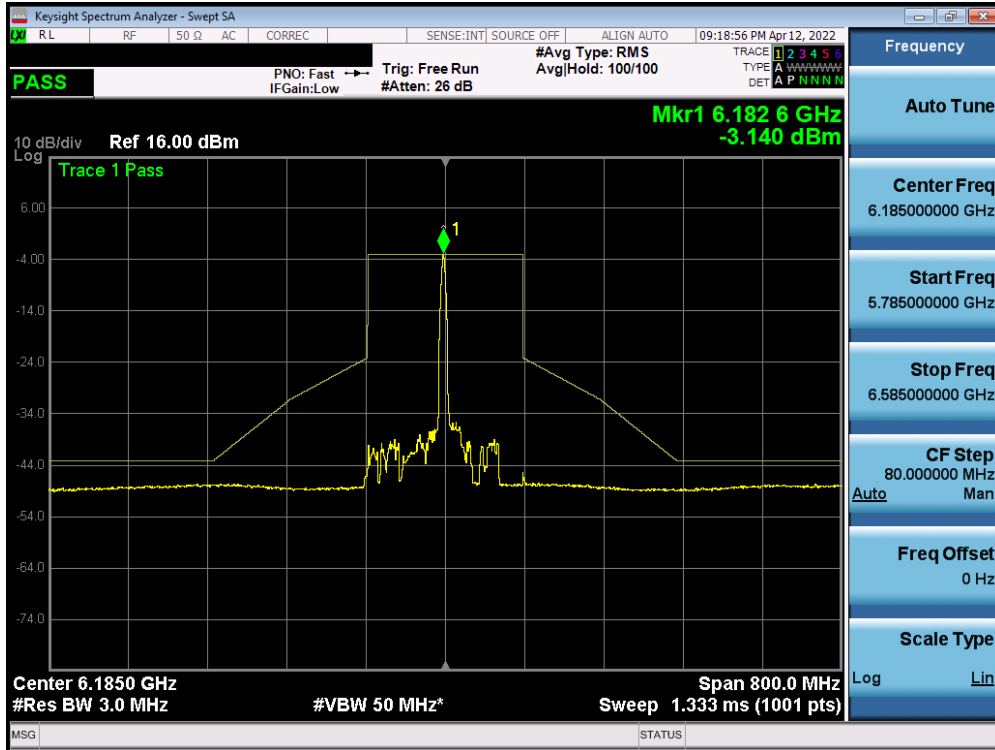 Keysight Spectrum Analyzer - Swept SA
LXI RL RF 50 Ω AC CORREC SENSE:INT SOURCE OFF ALIGN AUTO 09:18:56 PM Apr 12, 2022
PASS
PNO: Fast
IFGain:Low
Trig: Free Run
#Atten: 26 dB
#Avg Type: RMS
Avg|Hold: 100/100
TRACE 1 2 3 4 5 6
TYPE A WWWWW
DET A P N N N N
Mkr1 6.182 6 GHz
-3.140 dBm
10 dB/div Ref 16.00 dBm
Log
Trace 1 Pass
1
6.00
-4.00
-14.0
-24.0
-34.0
-44.0
-54.0
-64.0
-74.0
Center 6.1850 GHz Span 800.0 MHz
#Res BW 3.0 MHz #VBW 50 MHz* Sweep 1.333 ms (1001 pts)
MSG STATUS
Frequency
Auto Tune
Center Freq
6.185000000 GHz
Start Freq
5.785000000 GHz
Stop Freq
6.585000000 GHz
CF Step
80.000000 MHz
Auto Man
Freq Offset
0 Hz
Scale Type
Log Lin